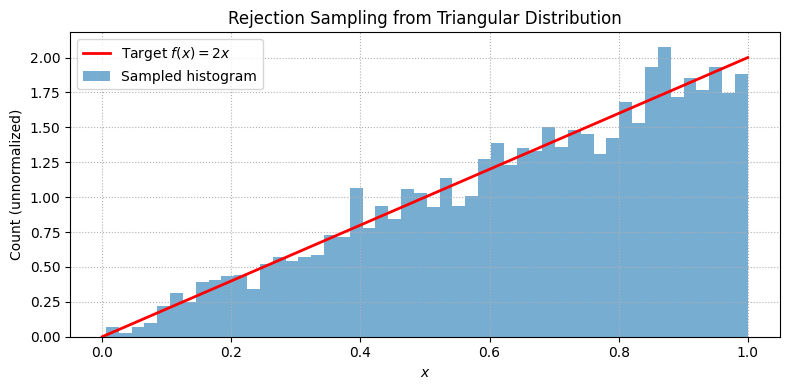 Rejection Sampling from Triangular Distribution
Target f(x) = 2x
Sampled histogram
Count (unnormalized)
2.00
1.75
1.50
1.25
1.00
0.75
0.50
0.25
0.00
0.0 0.2 0.4 0.6 0.8 1.0
x